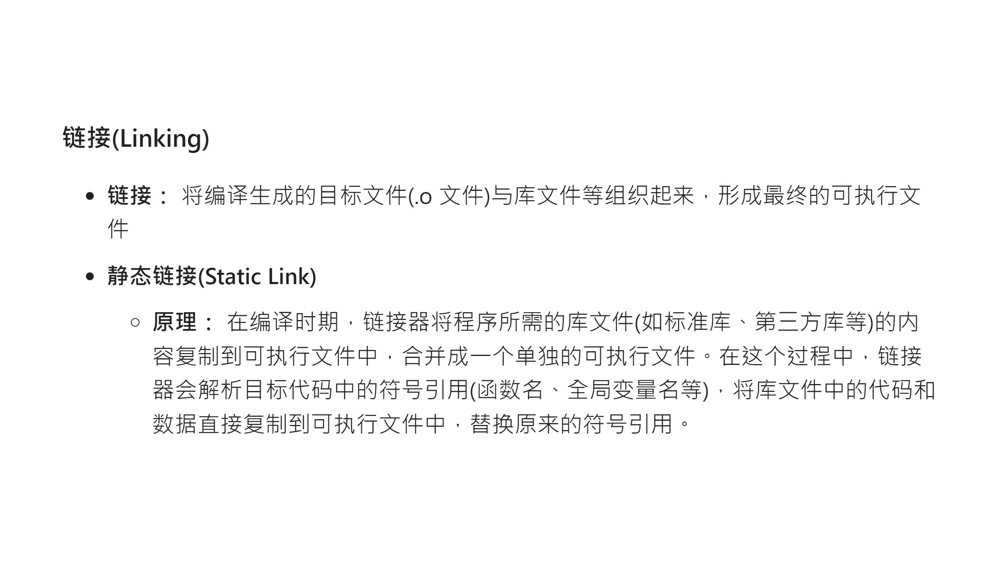 链接(Linking)
链接： 将编译生成的目标文件(.o 文件)与库文件等组织起来，形成最终的可执行文
件
静态链接(Static Link)
原理： 在编译时期，链接器将程序所需的库文件(如标准库、第三方库等)的内
容复制到可执行文件中，合并成一个单独的可执行文件。在这个过程中，链接
器会解析目标代码中的符号引用(函数名、全局变量名等)，将库文件中的代码和
数据直接复制到可执行文件中，替换原来的符号引用。